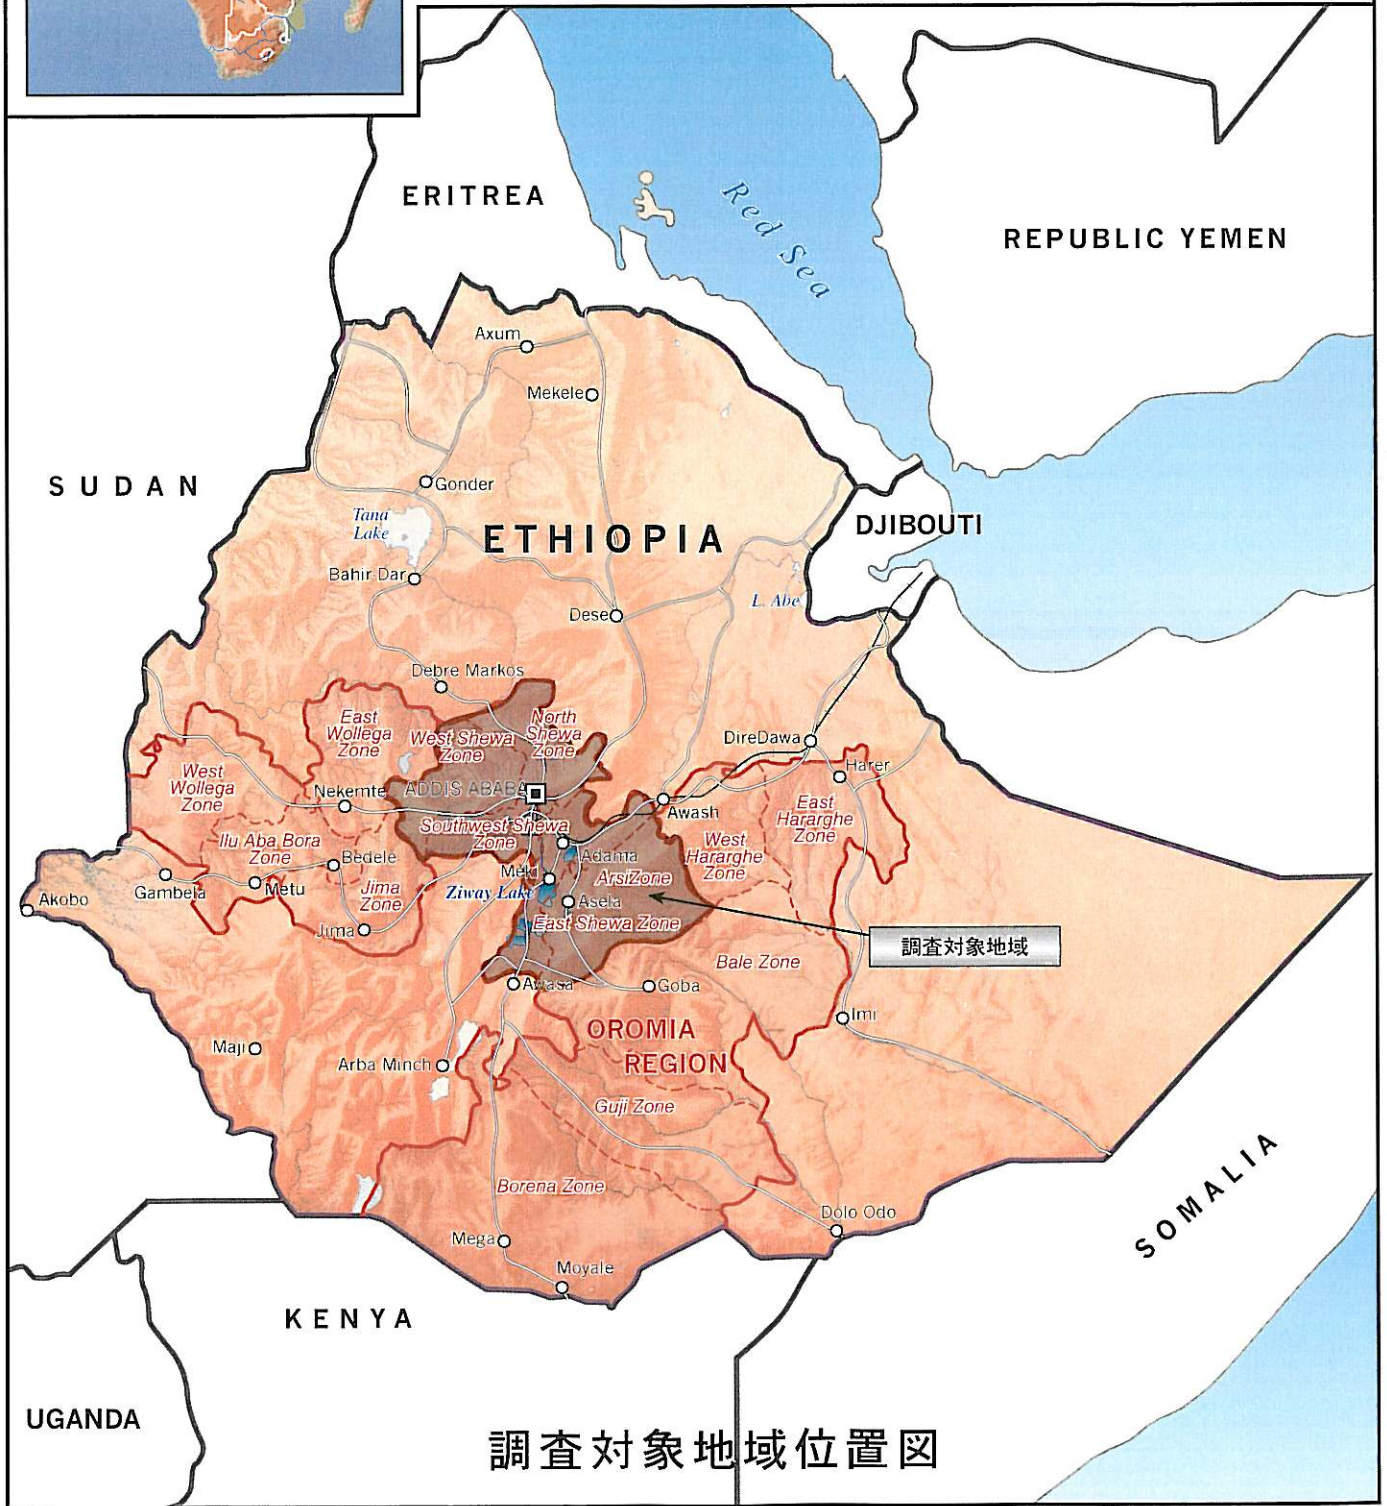 ERITREA
Red Sea
REPUBLIC YEMEN
Axum
Mekele
SUDAN
Gonder
Tana
Lake
ETHIOPIA
DJIBOUTI
Bahir Dar
L. Abe
Dese
Debre Markos
East
Wollega
Zone
West Shewa
Zone
North
Shewa
Zone
DireDawa
Harer
West
Wollega
Zone
Nekemte
ADDIS ABABA
Awash
East
Hararghe
Zone
Southwest Shewa
Zone
West
Hararghe
Zone
Ilu Aba Bora
Zone
Bedele
Adama
Meki
ArsiZone
Gambela
Metu
Jima
Zone
Ziway Lake
Asela
Akobo
East Shewa Zone
Jima
調査対象地域
Bale Zone
Awasa
Goba
Imi
OROMIA
REGION
Maji
Arba Minch
Guji Zone
Borena Zone
SOMALIA
Dolo Odo
Mega
Moyale
KENYA
UGANDA
調査対象地域位置図